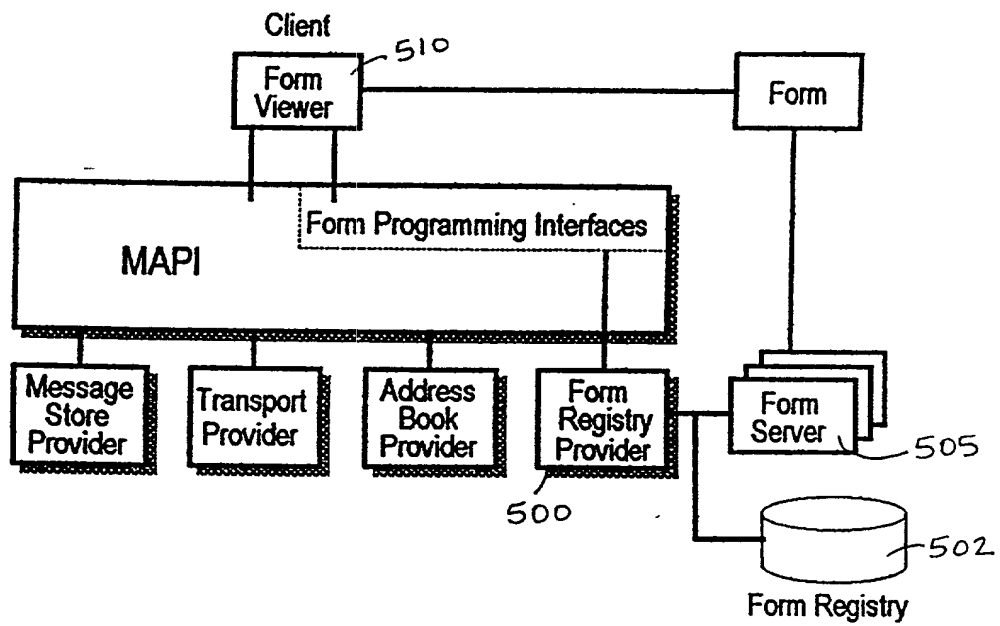 Client
510
Form
Viewer
Form
Form Programming Interfaces
MAPI
Message
Store
Provider
Transport
Provider
Address
Book
Provider
Form
Registry
Provider
Form
Server
505
500
502
Form Registry